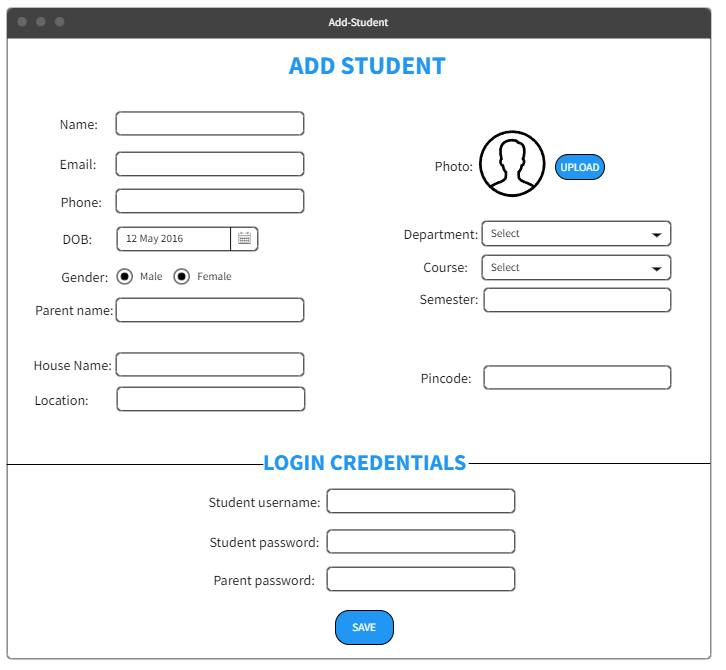 Add-Student
ADD STUDENT
Name:
Email:
Phone:
DOB: 12 May 2016
Gender: Male Female
Parent name:
House Name:
Location:
Photo: UPLOAD
Department: Select
Course: Select
Semester:
Pincode:
LOGIN CREDENTIALS
Student username:
Student password:
Parent password:
SAVE